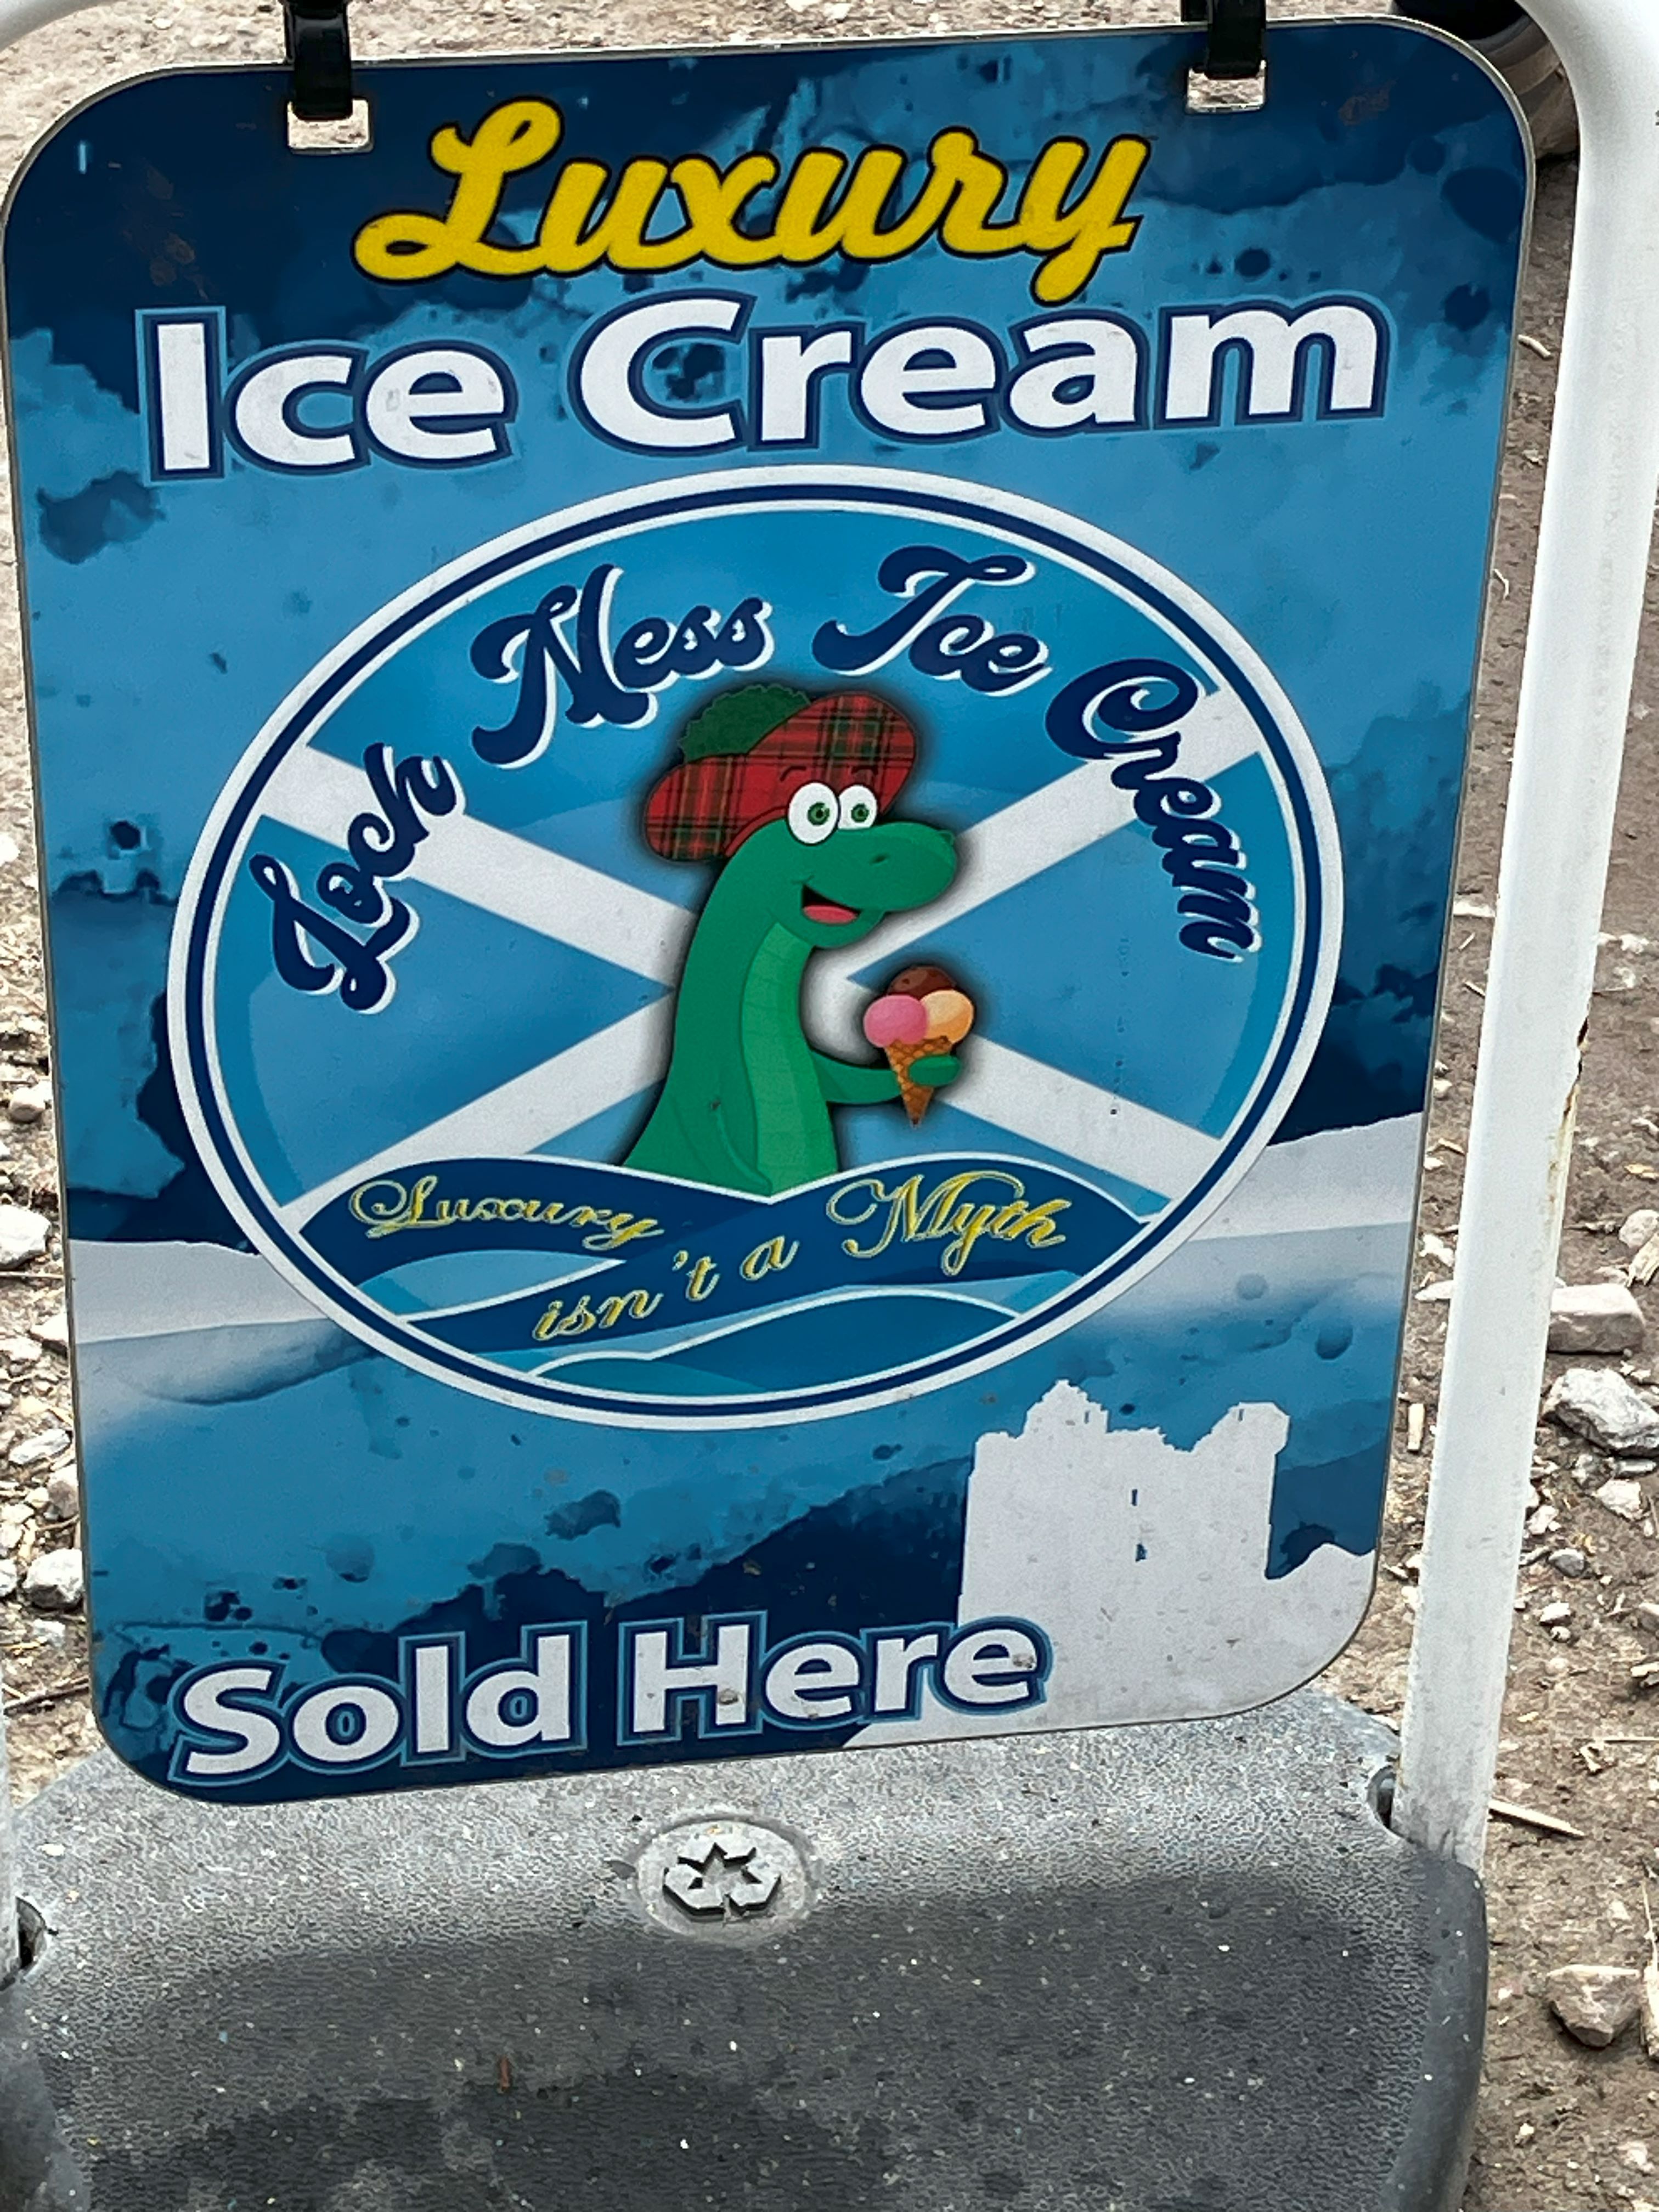 Luxury
Ice Cream
Loch Ness Ice Cream
Luxury
isn't a Myth
Sold Here